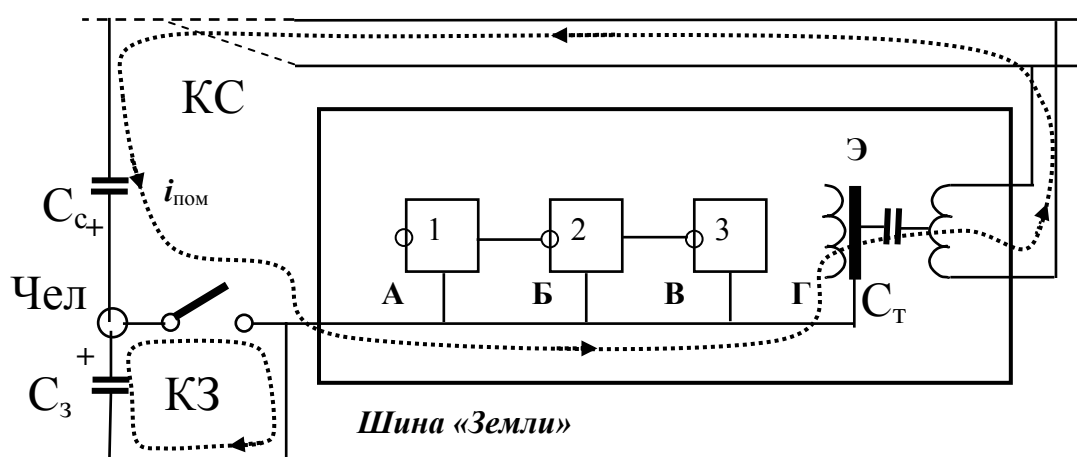 КС
Э
iпом
Сс
+
1
2
3
Чел
А
Б
В
Г
Ст
+
Сз
КЗ
Шина «Земли»